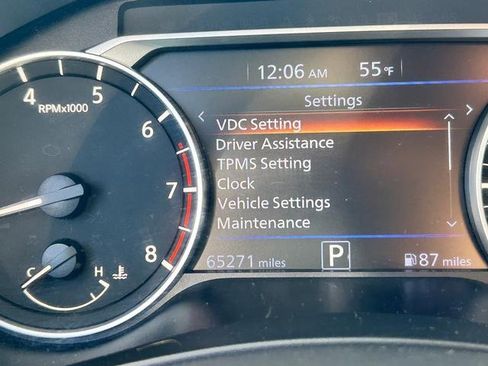 12:06 AM 55°F
4 5 6 7 8
RPMx1000
Settings
VDC Setting
Driver Assistance
TPMS Setting
Clock
Vehicle Settings
Maintenance
C H
65271 miles P 87 miles